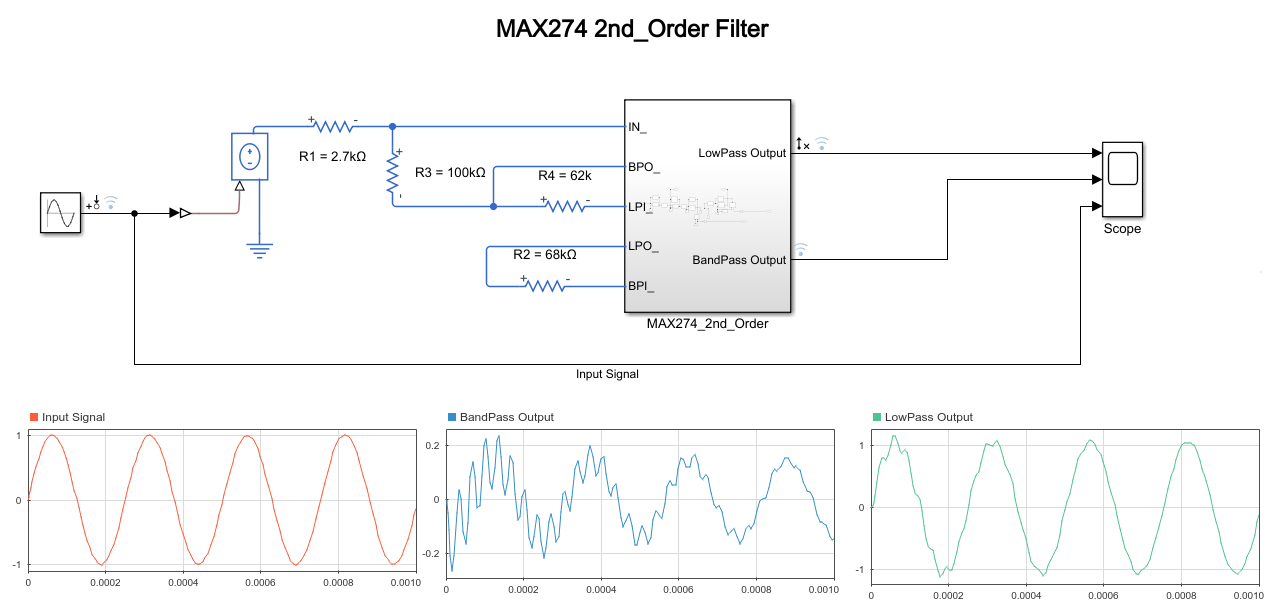 MAX274 2nd_Order Filter
+ -
R1 = 2.7kΩ
IN_
+
-
R3 = 100kΩ
BPO_
R4 = 62k
+ -
LPI_
LPO_
R2 = 68kΩ
+ -
BPI_
LowPass Output
BandPass Output
MAX274_2nd_Order
Scope
Input Signal
Input Signal
1
0
-1
0 0.0002 0.0004 0.0006 0.0008 0.0010
BandPass Output
0.2
0
-0.2
0 0.0002 0.0004 0.0006 0.0008 0.0010
LowPass Output
1
0
-1
0 0.0002 0.0004 0.0006 0.0008 0.0010